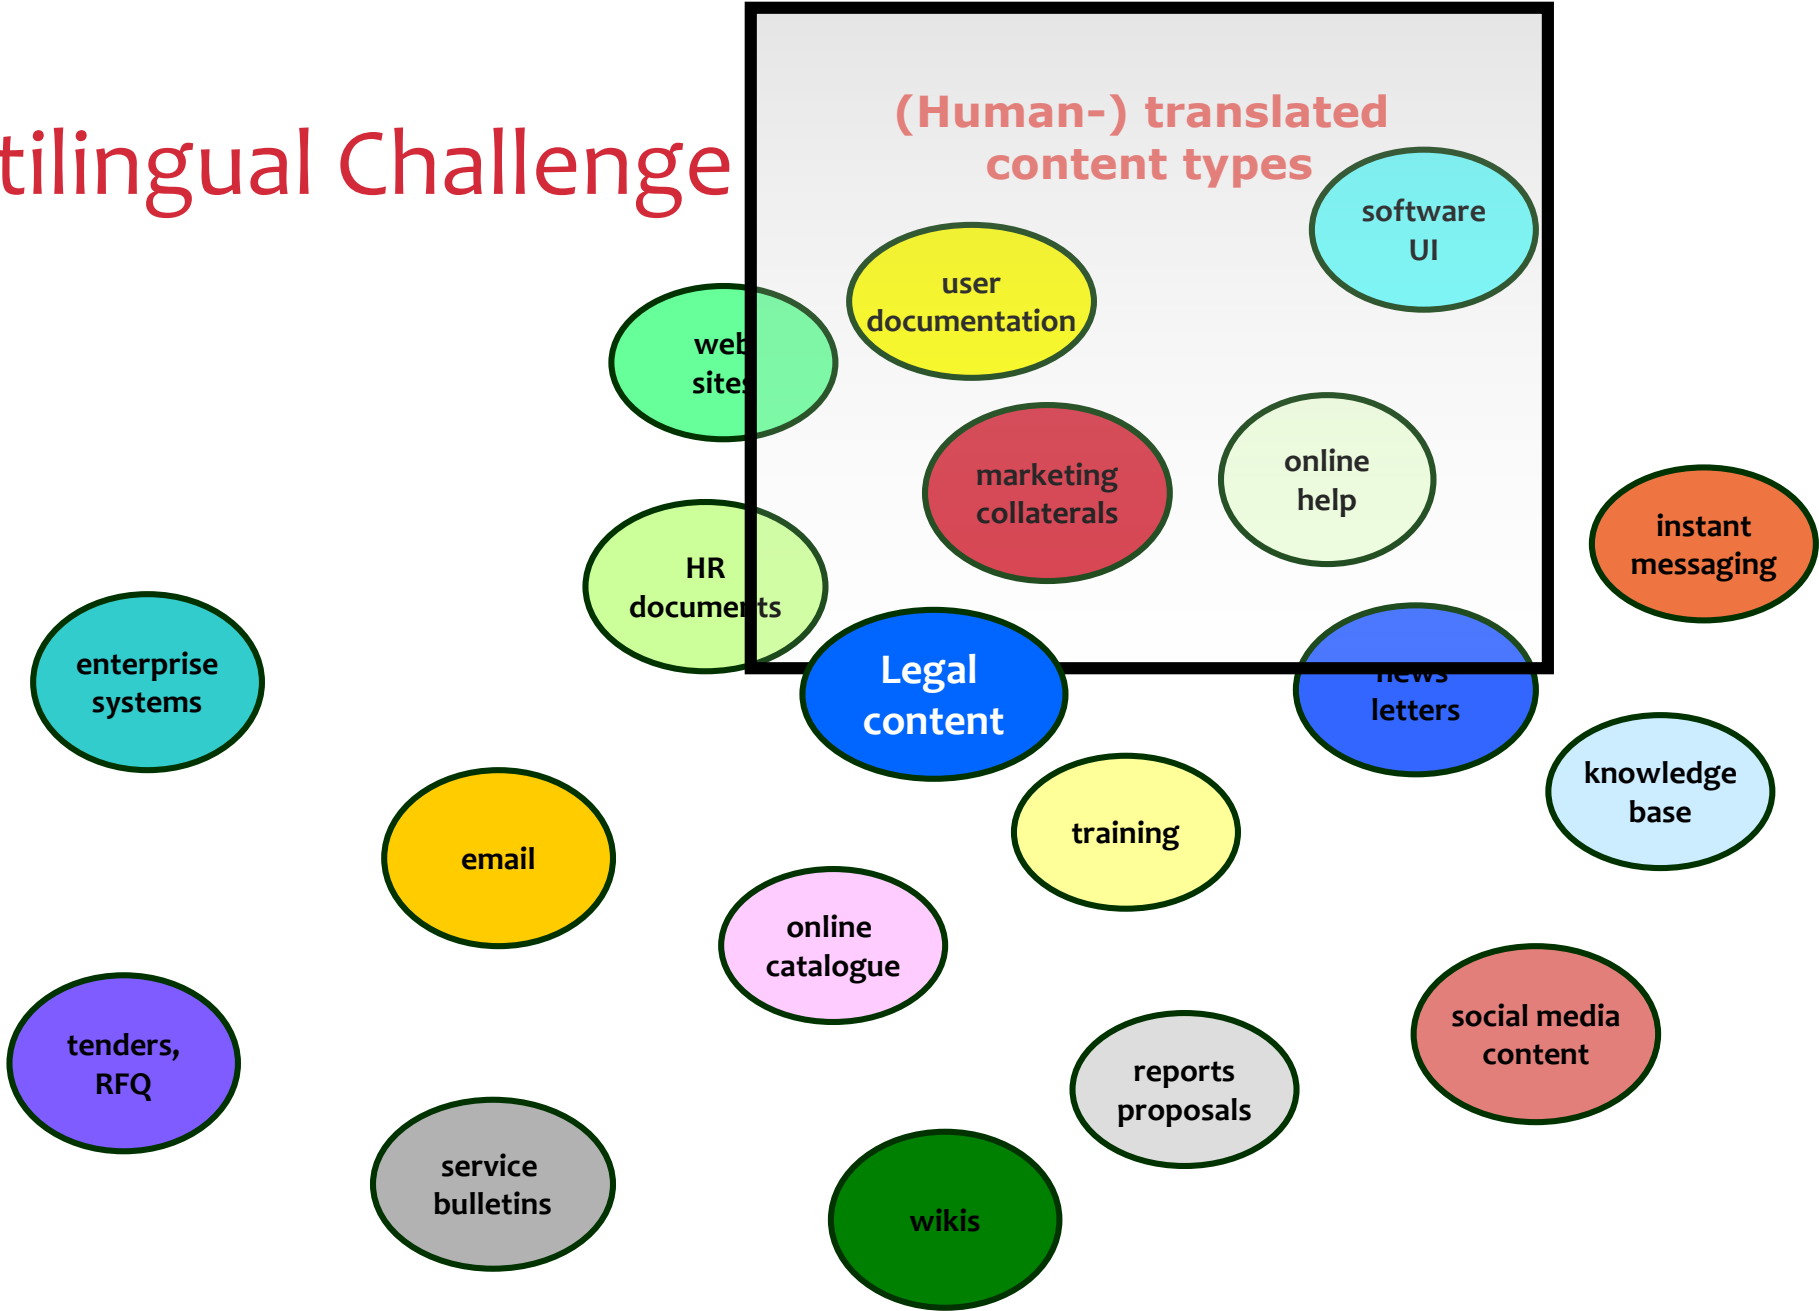 (Human-) translated
content types
tilingual Challenge
software
UI
user
documentation
web
sites
marketing
collaterals
online
help
instant
messaging
HR
documents
enterprise
systems
Legal
content
news
letters
knowledge
base
training
email
online
catalogue
social media
content
tenders,
RFQ
reports
proposals
service
bulletins
wikis